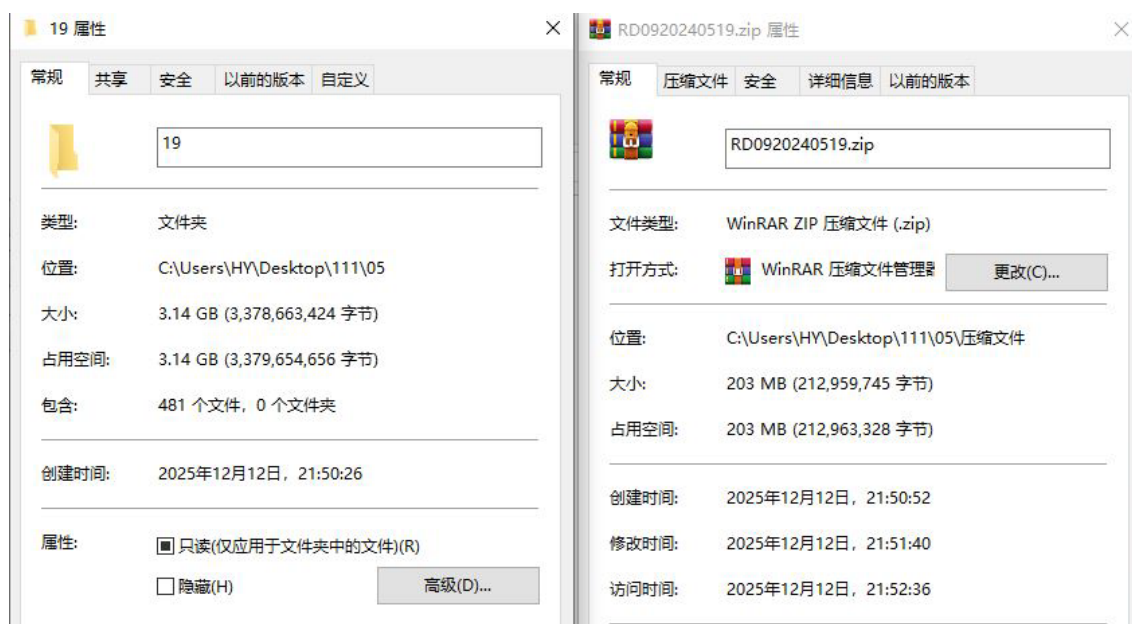 19 属性
常规 共享 安全 以前的版本 自定义
19
类型: 文件夹
位置: C:\Users\HY\Desktop\111\05
大小: 3.14 GB (3,378,663,424 字节)
占用空间: 3.14 GB (3,379,654,656 字节)
包含: 481 个文件, 0 个文件夹
创建时间: 2025年12月12日, 21:50:26
属性: 只读(仅应用于文件夹中的文件)(R)
隐藏(H) 高级(D)...
RD0920240519.zip 属性
常规 压缩文件 安全 详细信息 以前的版本
RD0920240519.zip
文件类型: WinRAR ZIP 压缩文件 (.zip)
打开方式: WinRAR 压缩文件管理器 更改(C)...
位置: C:\Users\HY\Desktop\111\05\压缩文件
大小: 203 MB (212,959,745 字节)
占用空间: 203 MB (212,963,328 字节)
创建时间: 2025年12月12日, 21:50:52
修改时间: 2025年12月12日, 21:51:40
访问时间: 2025年12月12日, 21:52:36